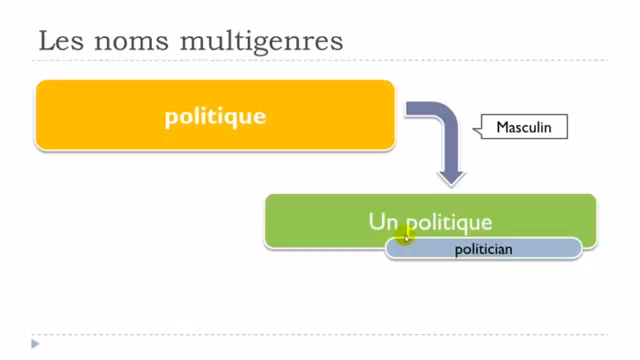 Les noms multigenres
politique
Masculin
Un politique
politician